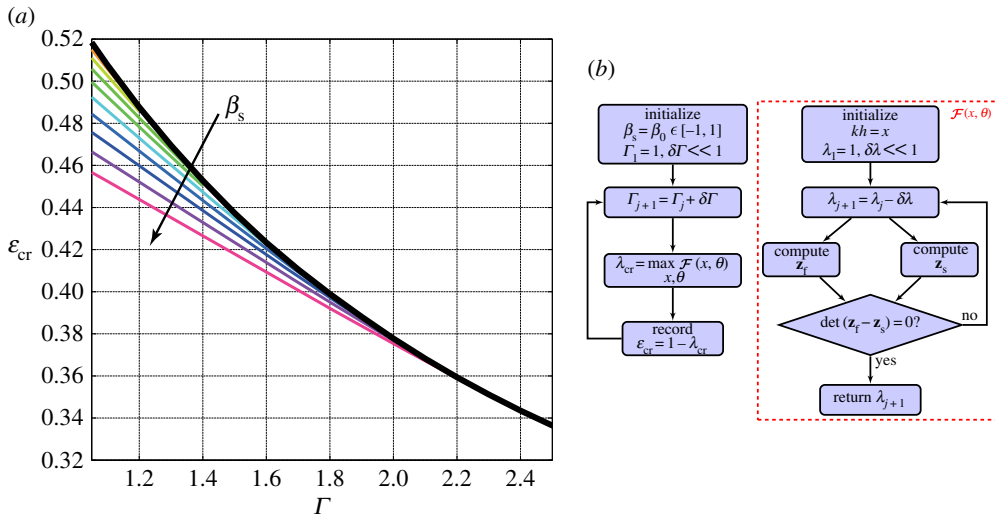 (a)
0.52
0.50
0.48
0.46
0.44
0.42
0.40
0.38
0.36
0.34
0.32
ε_cr
β_s
1.2 1.4 1.6 1.8 2.0 2.2 2.4
Γ
(b)
initialize
β_s = β_0 ∈ [-1, 1]
Γ_1 = 1, δΓ << 1
Γ_{j+1} = Γ_j + δΓ
λ_cr = max F (x, θ)
x,θ
record
ε_cr = 1 – λ_cr
F(x, θ)
initialize
kh = x
λ_1 = 1, δλ << 1
λ_{j+1} = λ_j – δλ
compute
z_f
compute
z_s
det (z_f – z_s) = 0?
no
yes
return λ_{j+1}